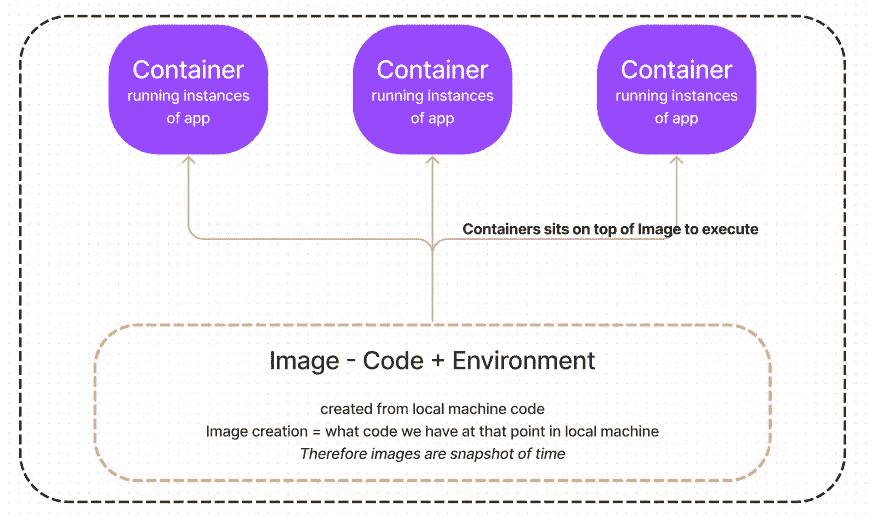 Container
running instances
of app
Container
running instances
of app
Container
running instances
of app
Containers sits on top of Image to execute
Image - Code + Environment
created from local machine code
Image creation = what code we have at that point in local machine
Therefore images are snapshot of time